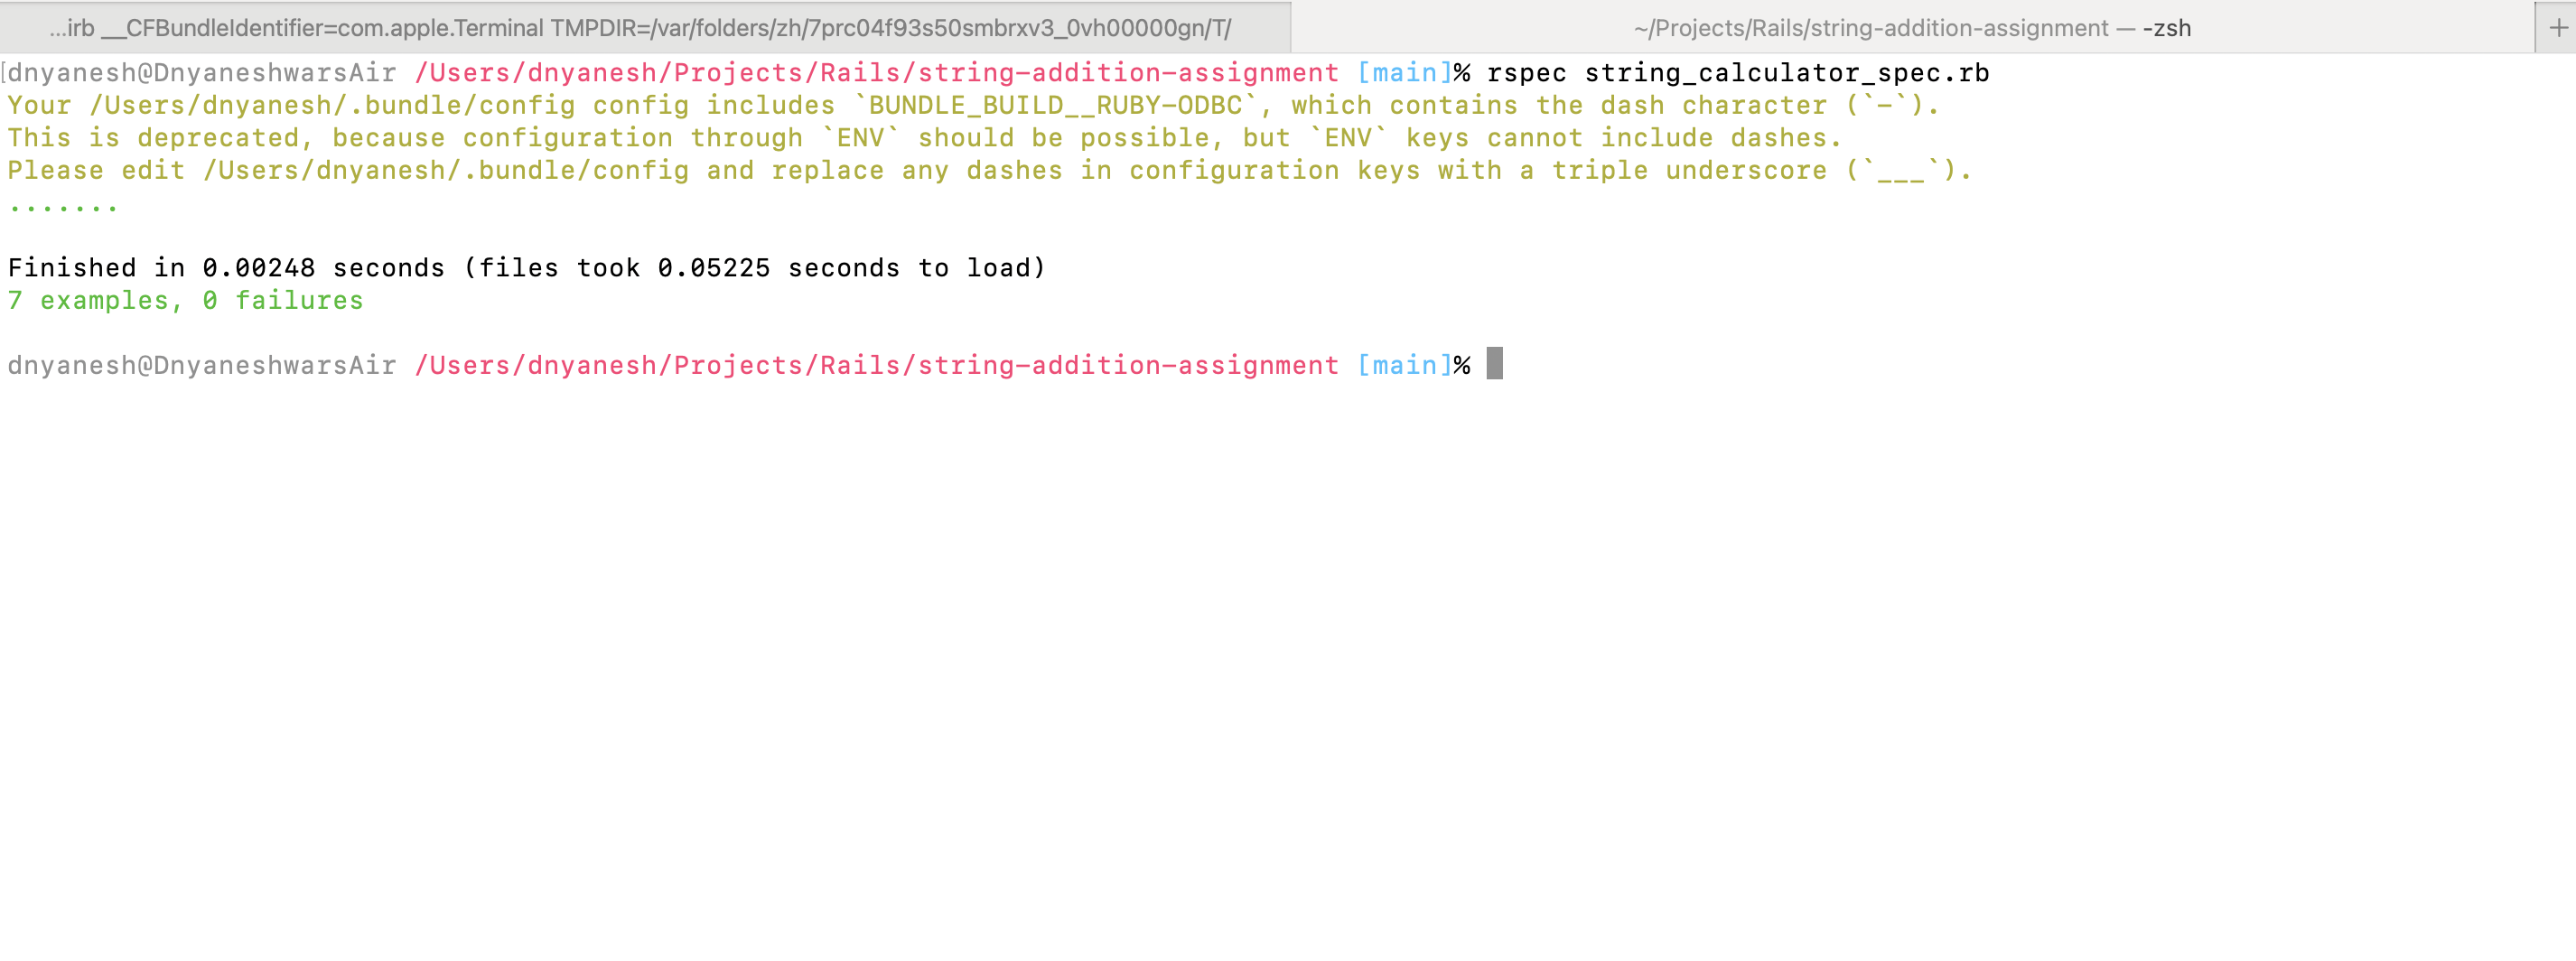 ...irb __CFBundleIdentifier=com.apple.Terminal TMPDIR=/var/folders/zh/7prc04f93s50smbrxv3_0vh00000gn/T/
~/Projects/Rails/string-addition-assignment — -zsh
+
[dnyanesh@DnyaneshwarsAir /Users/dnyanesh/Projects/Rails/string-addition-assignment [main]% rspec string_calculator_spec.rb
Your /Users/dnyanesh/.bundle/config config includes `BUNDLE_BUILD__RUBY-ODBC`, which contains the dash character (`-`).
This is deprecated, because configuration through `ENV` should be possible, but `ENV` keys cannot include dashes.
Please edit /Users/dnyanesh/.bundle/config and replace any dashes in configuration keys with a triple underscore (`___`).
.......
Finished in 0.00248 seconds (files took 0.05225 seconds to load)
7 examples, 0 failures
dnyanesh@DnyaneshwarsAir /Users/dnyanesh/Projects/Rails/string-addition-assignment [main]%